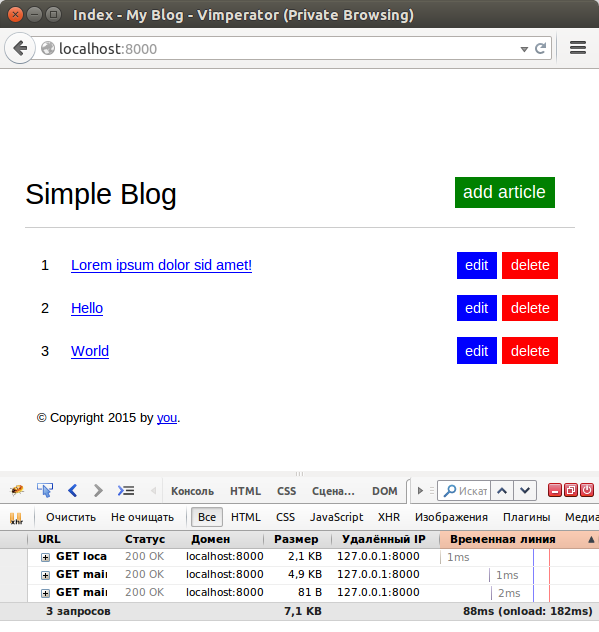 Index - My Blog - Vimperator (Private Browsing)
localhost:8000
Simple Blog
add article
1 Lorem ipsum dolor sid amet! edit delete
2 Hello edit delete
3 World edit delete
© Copyright 2015 by you.
Консоль HTML CSS Сцена... DOM Искат
xhr Очистить Не очищать Все HTML CSS JavaScript XHR Изображения Плагины Медиа
URL Статус Домен Размер Удалённый IP Временная линия
GET loca 200 OK localhost:8000 2,1 KB 127.0.0.1:8000 1ms
GET mair 200 OK localhost:8000 4,9 KB 127.0.0.1:8000 1ms
GET mair 200 OK localhost:8000 81 B 127.0.0.1:8000 2ms
3 запросов 7,1 KB 88ms (onload: 182ms)